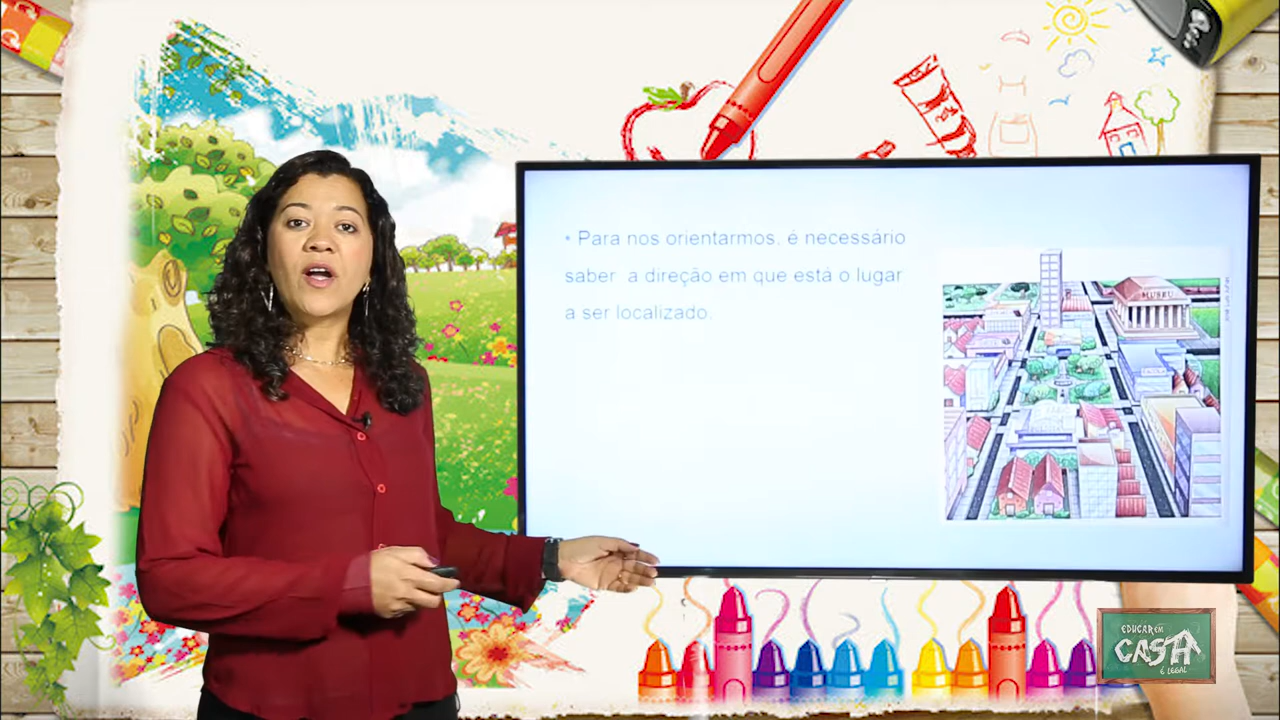 • Para nos orientarmos, é necessário
saber a direção em que está o lugar
a ser localizado.
MUSEU
EDUCAR EM
CASA
É LEGAL